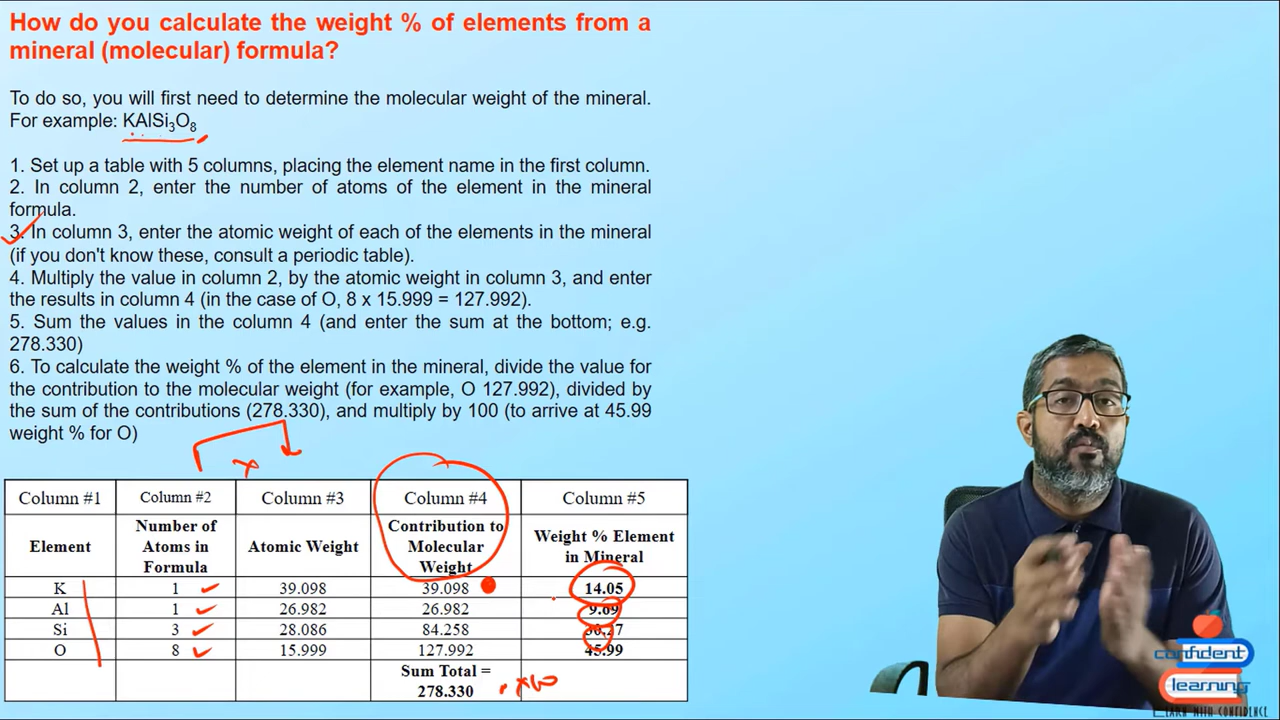 How do you calculate the weight % of elements from a
mineral (molecular) formula?
To do so, you will first need to determine the molecular weight of the mineral.
For example: KAlSi₃O₈
1. Set up a table with 5 columns, placing the element name in the first column.
2. In column 2, enter the number of atoms of the element in the mineral
formula.
3. In column 3, enter the atomic weight of each of the elements in the mineral
(if you don't know these, consult a periodic table).
4. Multiply the value in column 2, by the atomic weight in column 3, and enter
the results in column 4 (in the case of O, 8 x 15.999 = 127.992).
5. Sum the values in the column 4 (and enter the sum at the bottom; e.g.
278.330)
6. To calculate the weight % of the element in the mineral, divide the value for
the contribution to the molecular weight (for example, O 127.992), divided by
the sum of the contributions (278.330), and multiply by 100 (to arrive at 45.99
weight % for O)
x
Column #1 Column #2 Column #3 Column #4 Column #5
Element Number of Atoms in Formula Atomic Weight Contribution to Molecular Weight Weight % Element in Mineral
K 1 39.098 39.098 14.05
Al 1 26.982 26.982 9.69
Si 3 28.086 84.258 30.27
O 8 15.999 127.992 45.99
Sum Total =
278.330
confident
learning
LEARN WITH CONFIDENCE